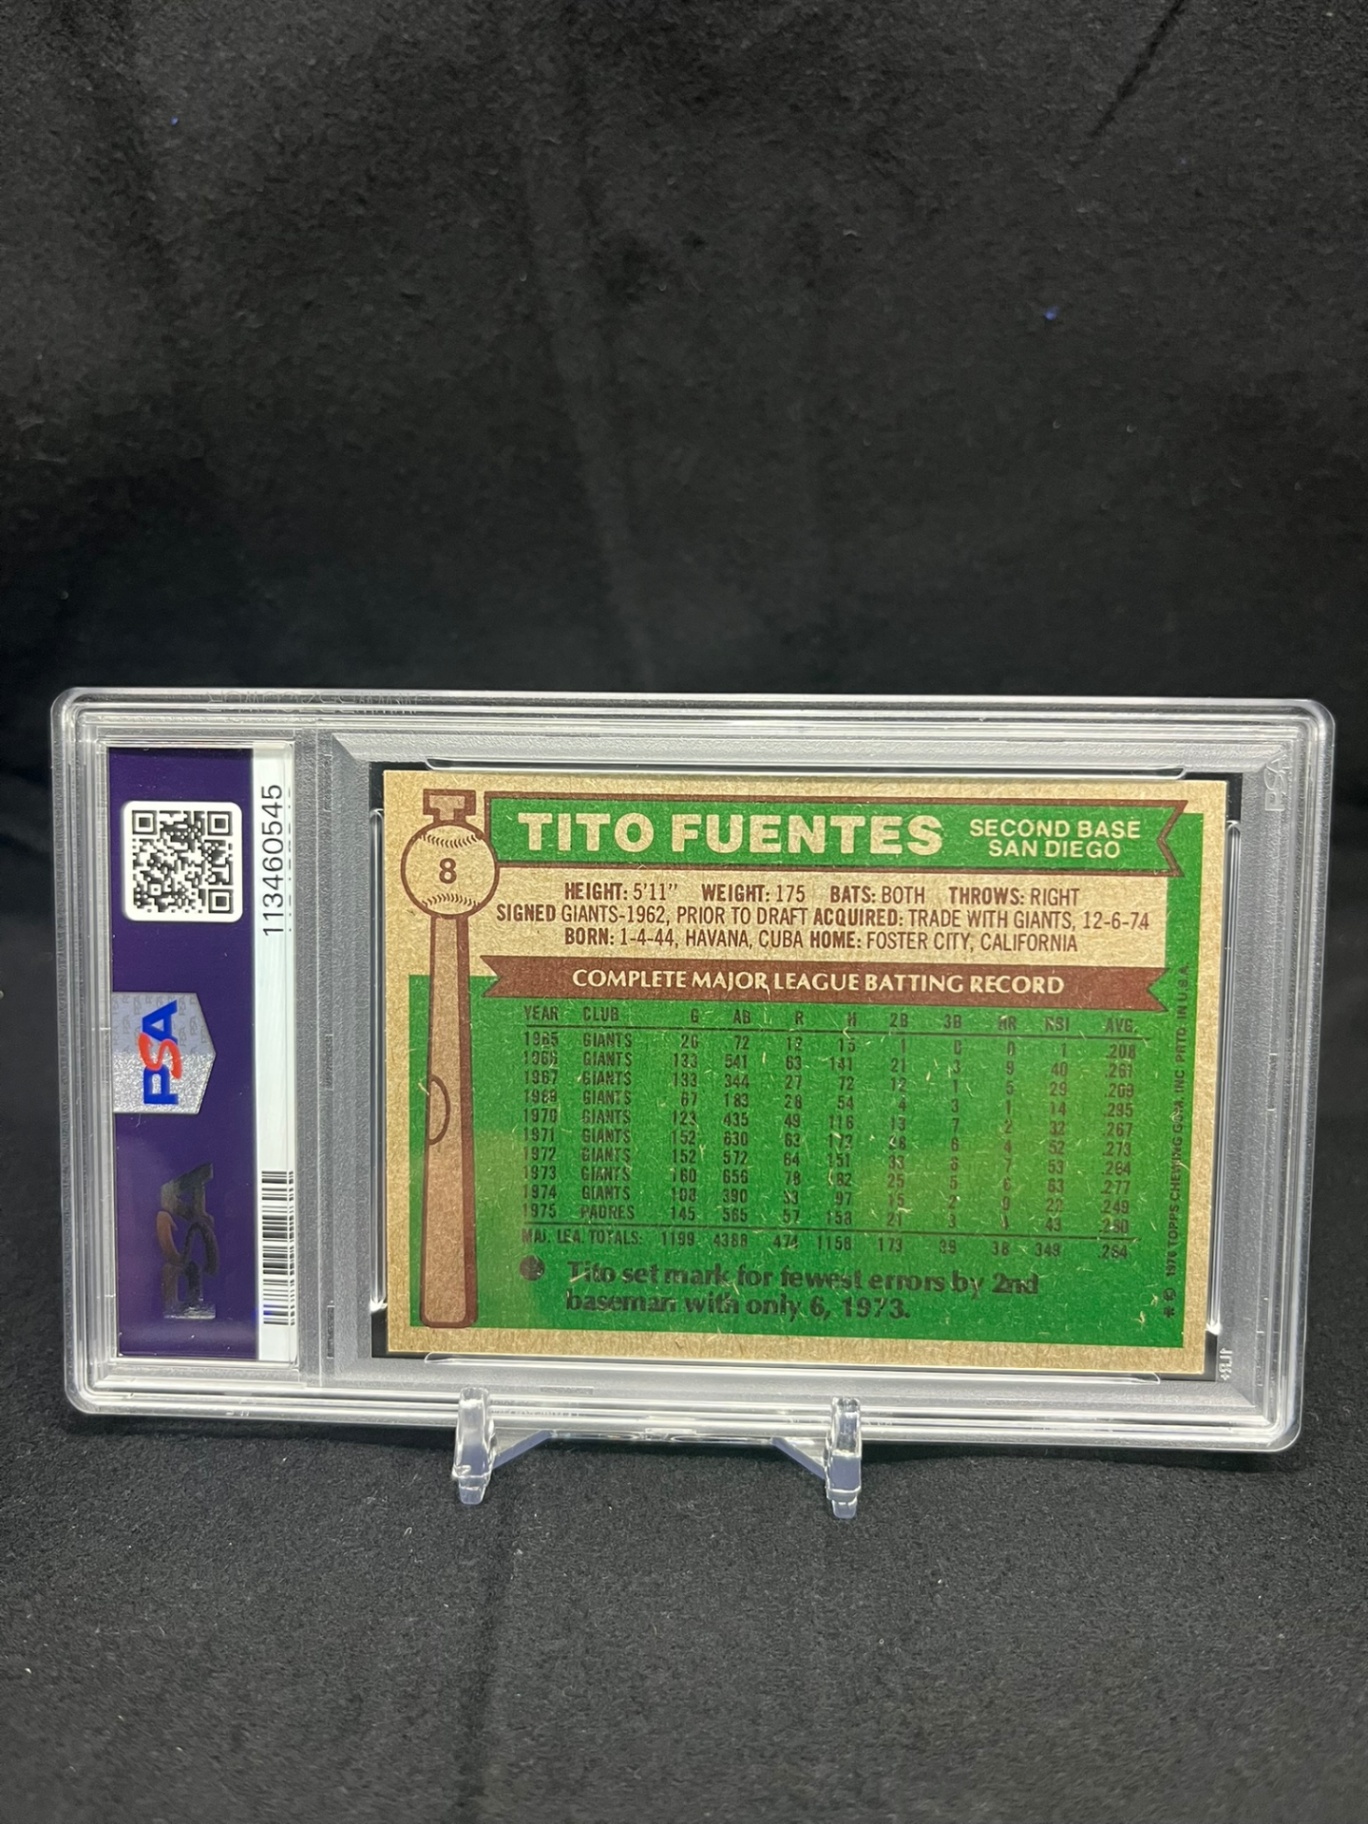 113460545
PSA
PSA
8
TITO FUENTES
SECOND BASE
SAN DIEGO
HEIGHT: 5'11" WEIGHT: 175 BATS: BOTH THROWS: RIGHT
SIGNED GIANTS-1962, PRIOR TO DRAFT ACQUIRED: TRADE WITH GIANTS, 12-6-74
BORN: 1-4-44, HAVANA, CUBA HOME: FOSTER CITY, CALIFORNIA
COMPLETE MAJOR LEAGUE BATTING RECORD
YEAR CLUB G AB R H 2B 3B HR RBI AVG.
1965 GIANTS 26 72 12 15 1 0 0 1 .208
1966 GIANTS 133 541 63 141 21 3 9 40 .261
1967 GIANTS 133 344 27 72 12 1 5 29 .209
1969 GIANTS 67 183 28 54 4 3 1 14 .295
1970 GIANTS 123 435 49 116 13 7 2 32 .267
1971 GIANTS 152 630 63 172 28 6 4 52 .273
1972 GIANTS 152 572 64 151 33 6 7 53 .264
1973 GIANTS 160 656 78 182 25 5 6 63 .277
1974 GIANTS 108 390 33 97 15 2 0 22 .249
1975 PADRES 145 565 57 158 21 3 4 43 .280
MAJ. LEA. TOTALS: 1199 4388 474 1158 173 39 38 349 .264
Tito set mark for fewest errors by 2nd
baseman with only 6, 1973.
© 1976 TOPPS CHEWING GUM, INC. PRTD. IN U.S.A.